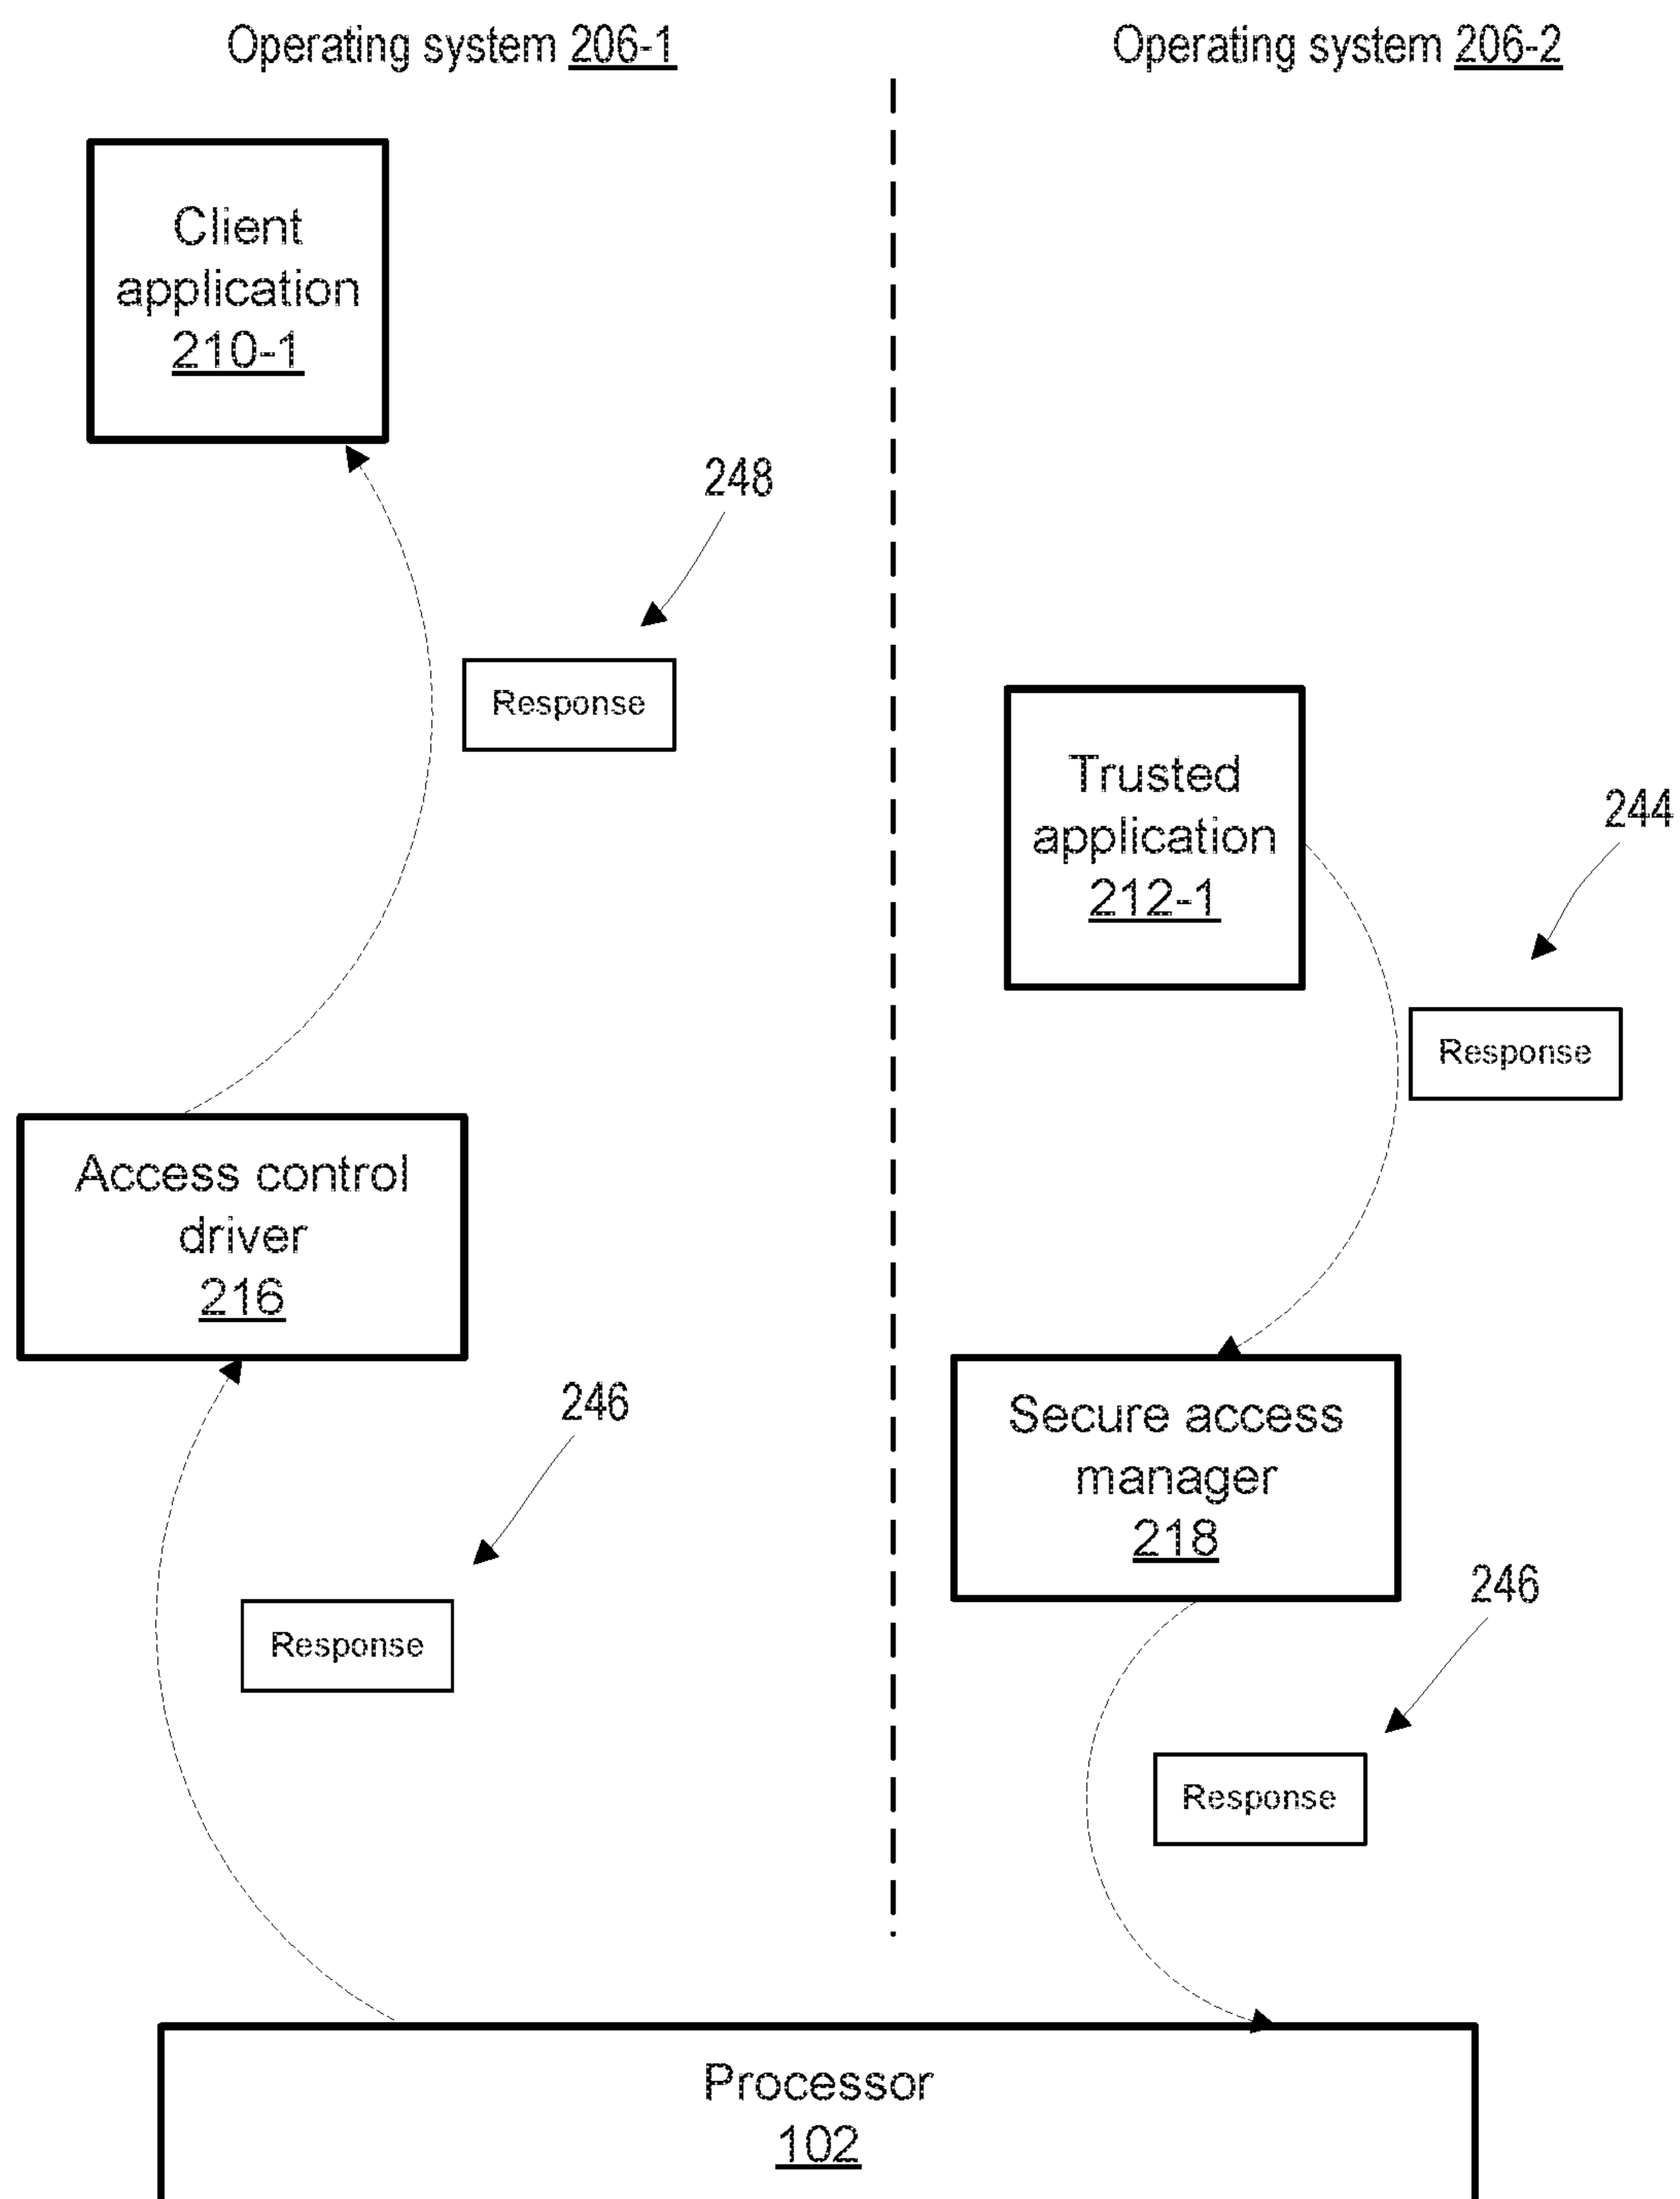 Operating system 206-1
Operating system 206-2
Client
application
210-1
248
Response
Trusted
application
212-1
244
Response
Access control
driver
216
246
Response
Secure access
manager
218
246
Response
Processor
102